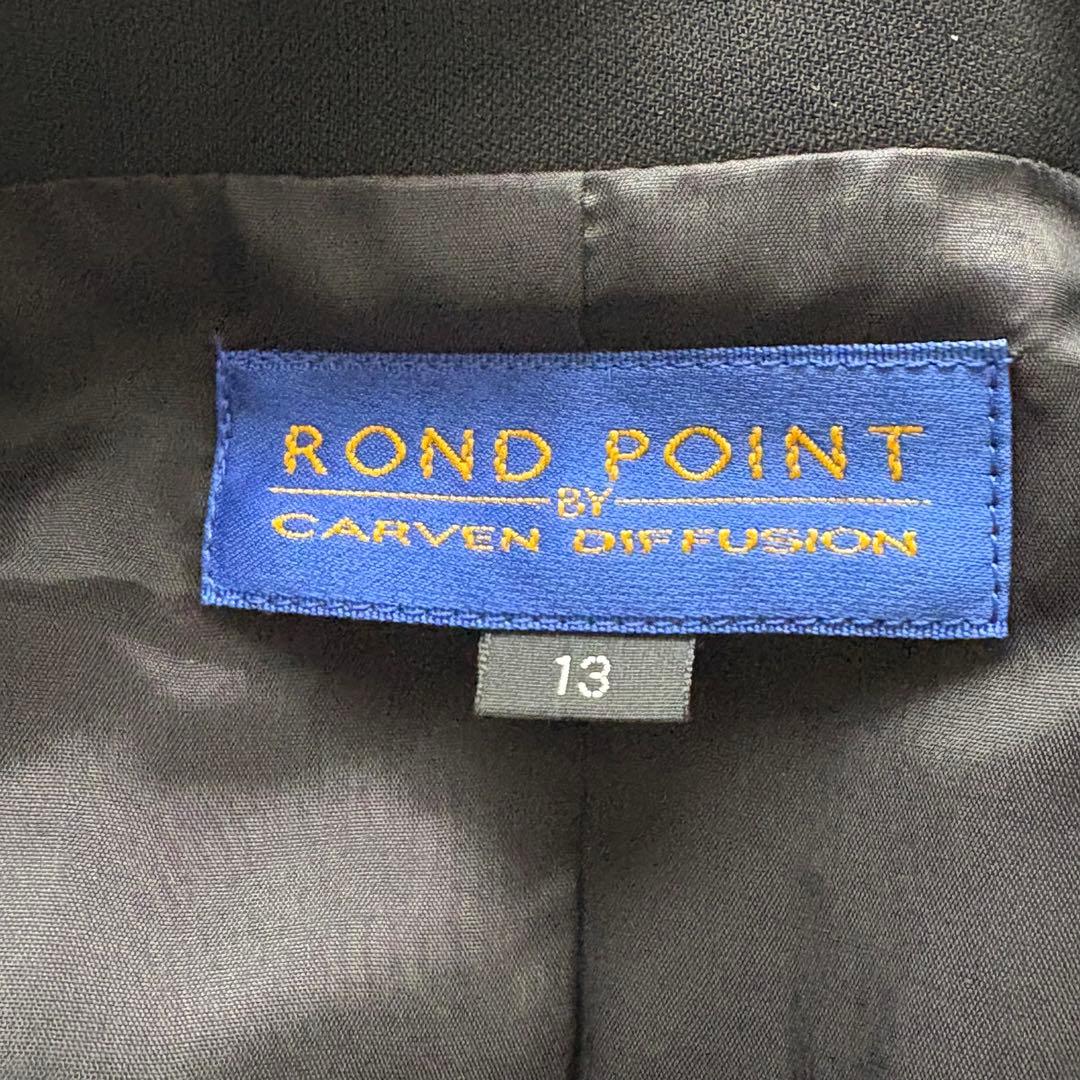 ROND POINT
BY
CARVEN DIFFUSION
13